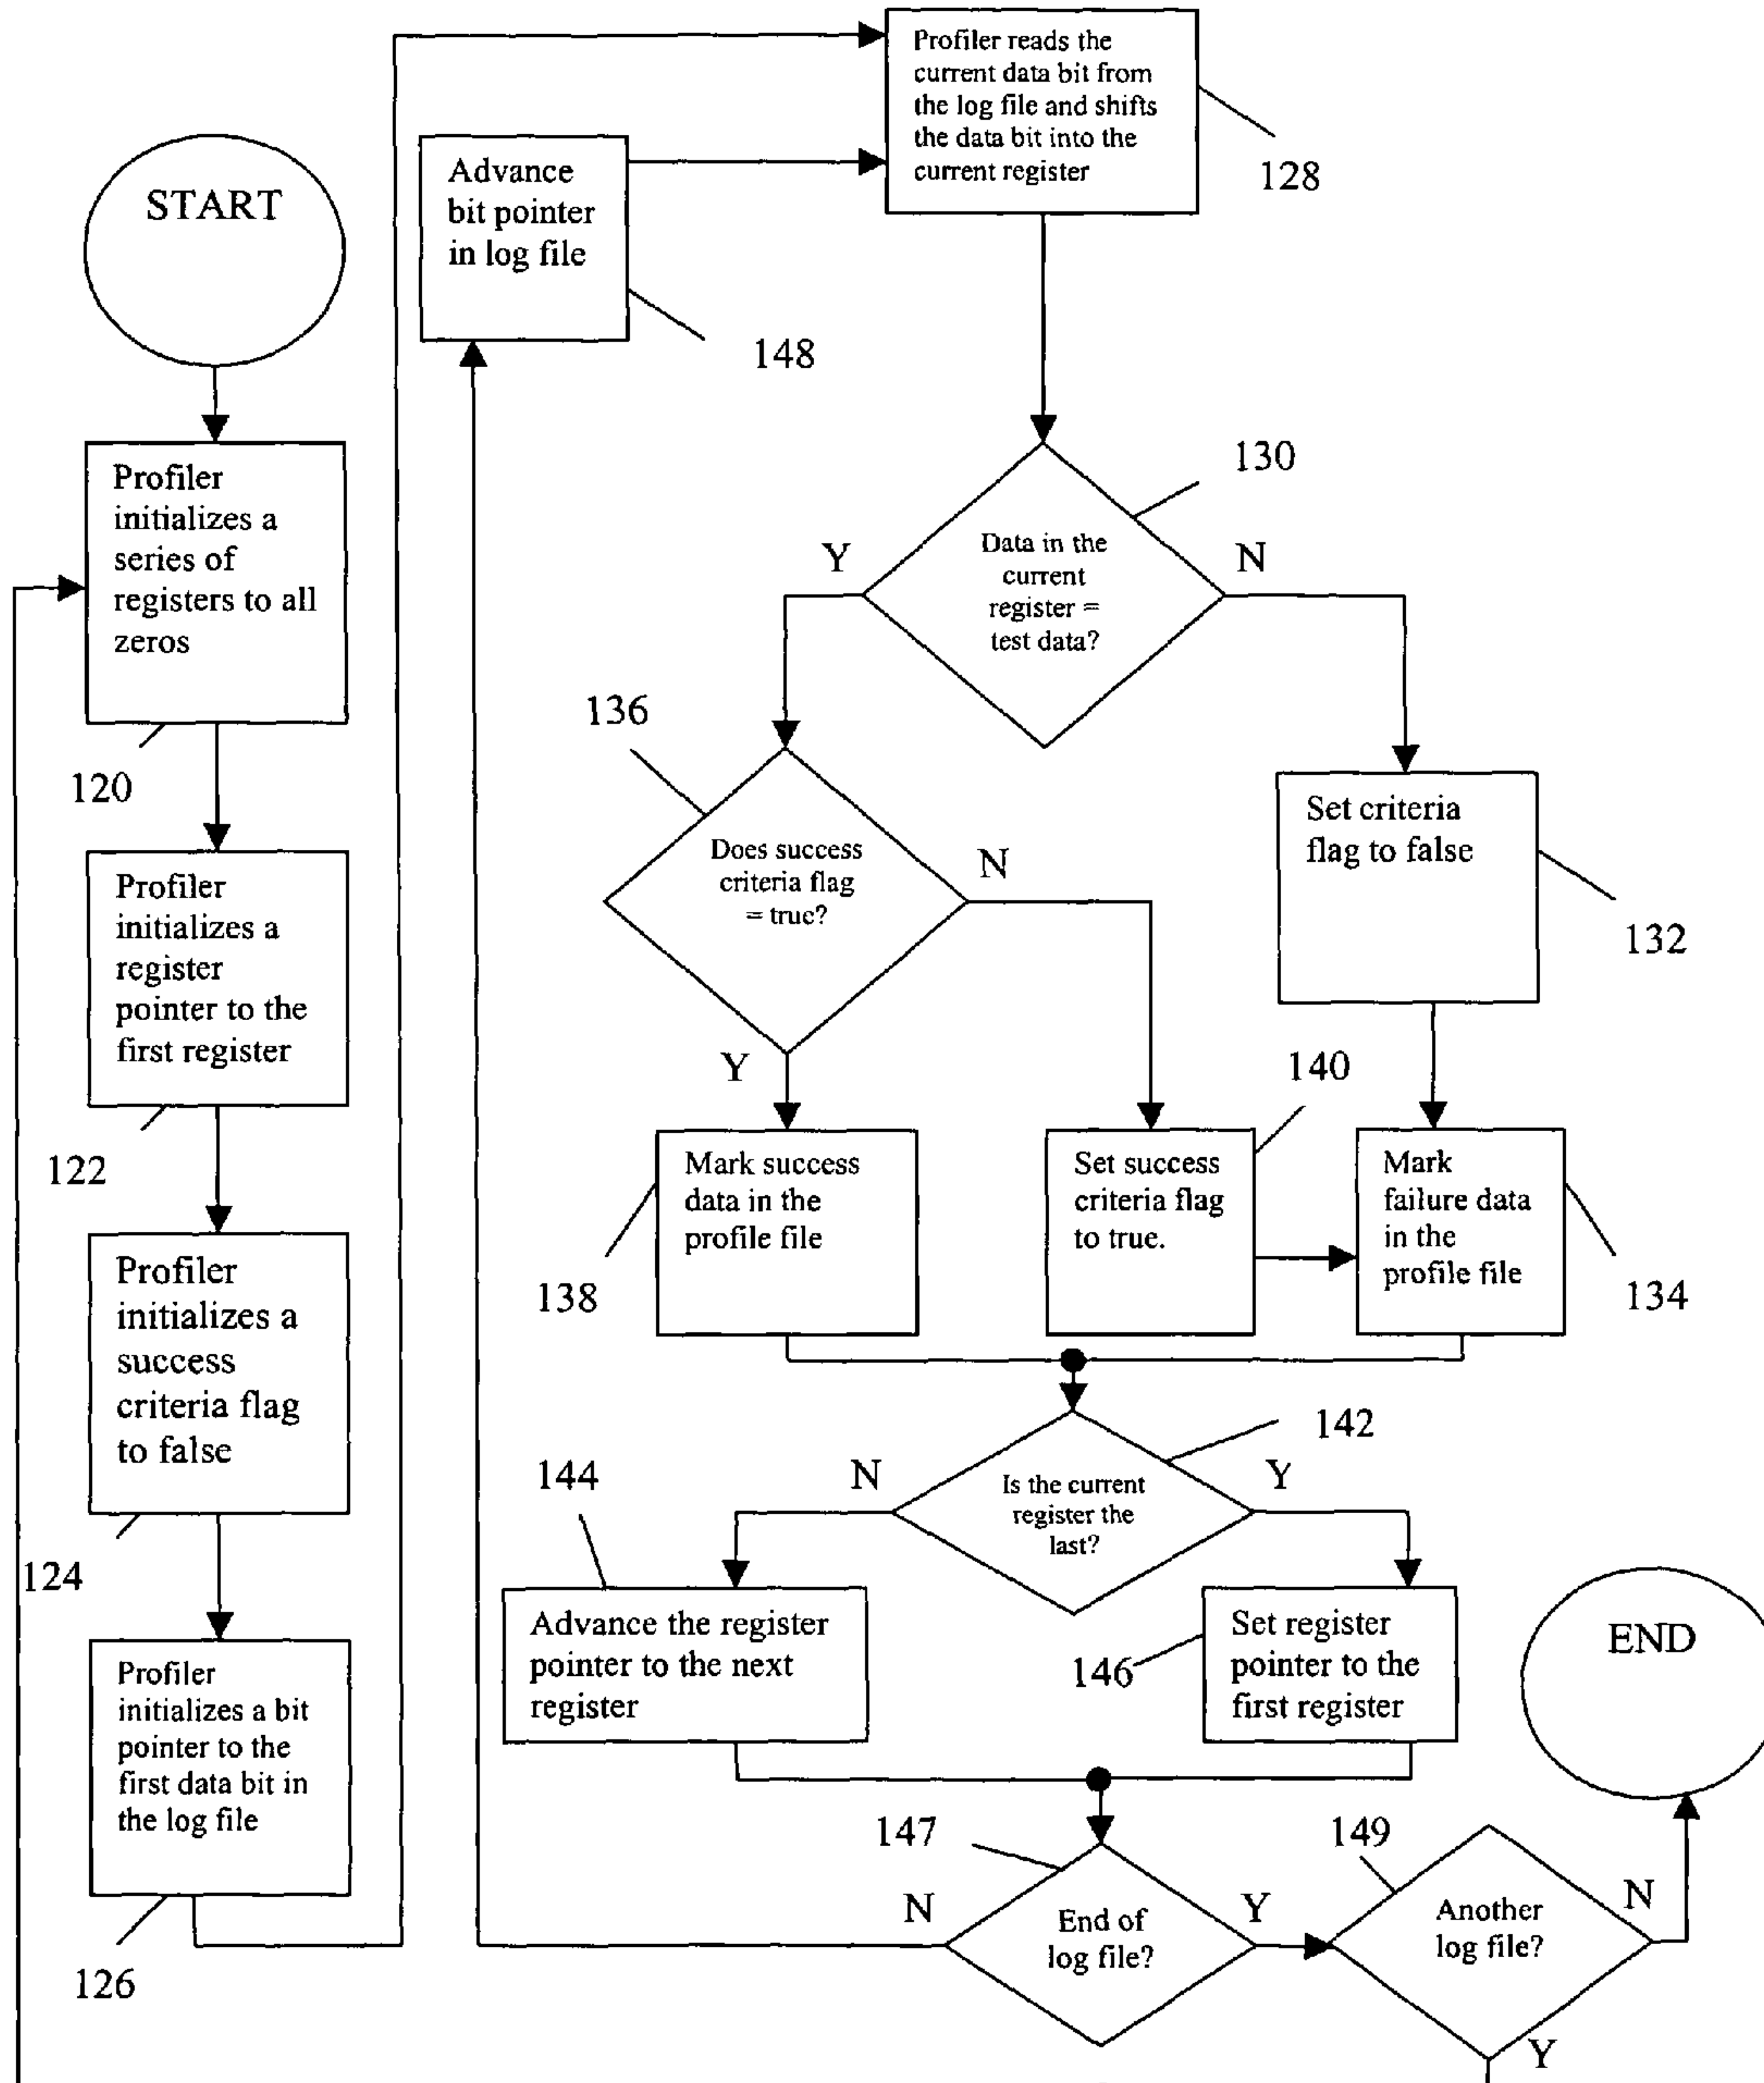 START
Profiler
initializes a
series of
registers to all
zeros
120
Profiler
initializes a
register
pointer to the
first register
122
Profiler
initializes a
success
criteria flag
to false
124
Profiler
initializes a bit
pointer to the
first data bit in
the log file
126
Advance
bit pointer
in log file
148
Profiler reads the
current data bit from
the log file and shifts
the data bit into the
current register
128
130
Data in the
current
register =
test data?
Y
N
136
Does success
criteria flag
= true?
N
Y
Set criteria
flag to false
132
Mark success
data in the
profile file
138
140
Set success
criteria flag
to true.
Mark
failure data
in the
profile file
134
142
Is the current
register the
last?
N
Y
144
Advance the register
pointer to the next
register
146
Set register
pointer to the
first register
END
147
End of
log file?
N
Y
149
Another
log file?
N
Y